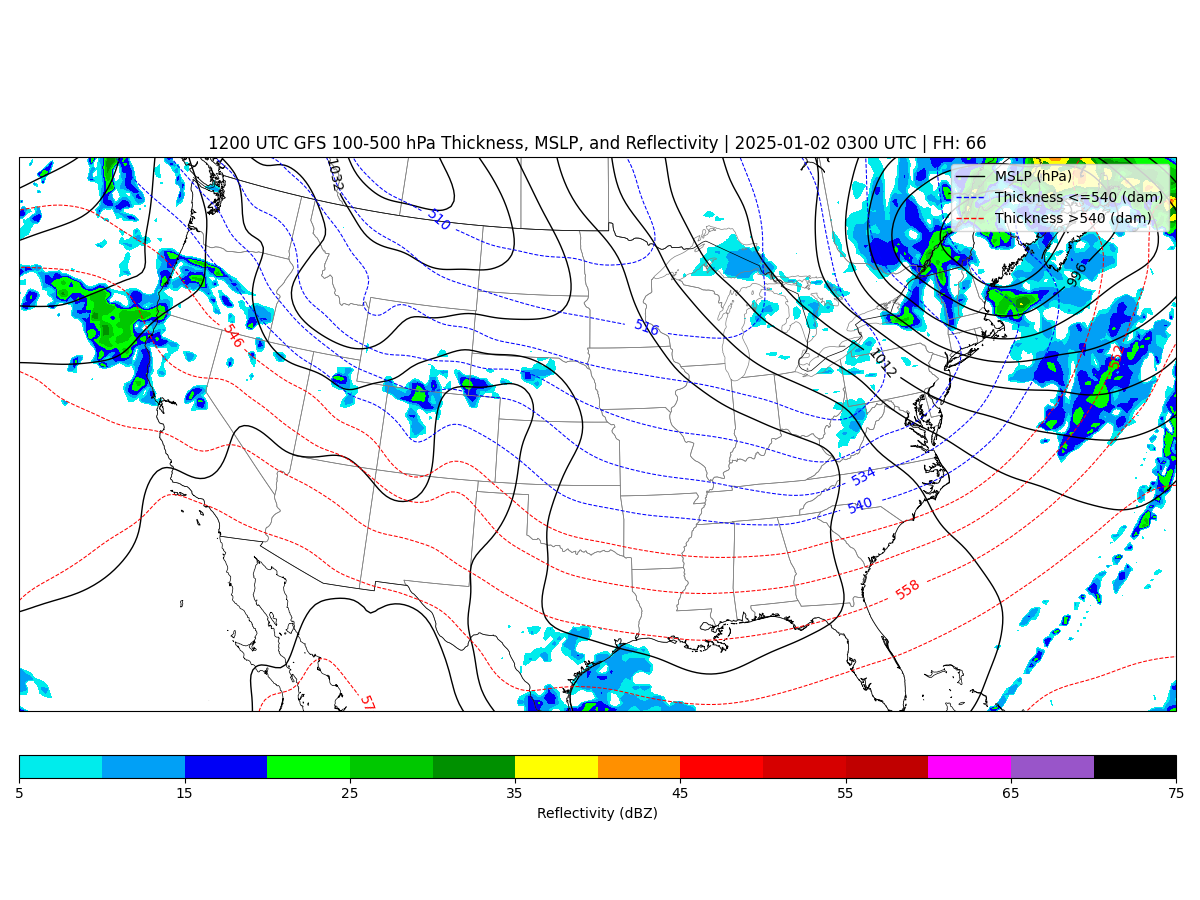 1200 UTC GFS 100-500 hPa Thickness, MSLP, and Reflectivity | 2025-01-02 0300 UTC | FH: 66
MSLP (hPa)
Thickness <=540 (dam)
Thickness >540 (dam)
1032
510
996
516
546
1012
534
540
558
57
5 15 25 35 45 55 65 75
Reflectivity (dBZ)